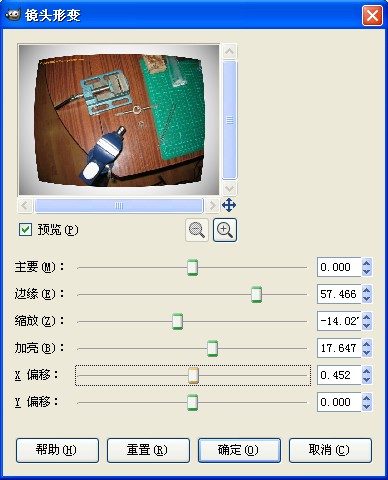 镜头形变
预览(P)
主要(M)： 0.000
边缘(E)： 57.466
缩放(Z)： -14.027
加亮(B)： 17.647
X 偏移： 0.452
Y 偏移： 0.000
帮助(H) 重置(R) 确定(O) 取消(C)